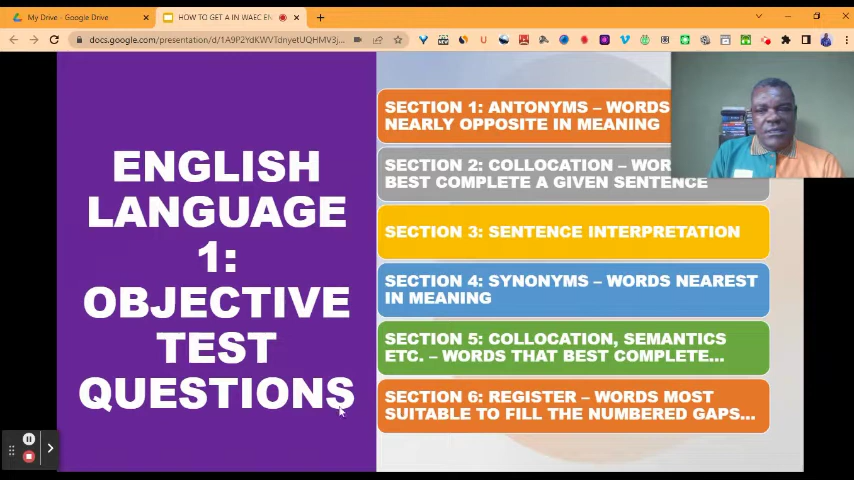 My Drive - Google Drive
HOW TO GET A IN WAEC EN
docs.google.com/presentation/d/1A9P2YdKWVTdnyetUQHMV3j...
ENGLISH
LANGUAGE
1:
OBJECTIVE
TEST
QUESTIONS
SECTION 1: ANTONYMS – WORDS
NEARLY OPPOSITE IN MEANING
SECTION 2: COLLOCATION –
BEST COMPLETE A GIVEN SENTENCE
SECTION 3: SENTENCE INTERPRETATION
SECTION 4: SYNONYMS – WORDS NEAREST
IN MEANING
SECTION 5: COLLOCATION, SEMANTICS
ETC. – WORDS THAT BEST COMPLETE...
SECTION 6: REGISTER – WORDS MOST
SUITABLE TO FILL THE NUMBERED GAPS...